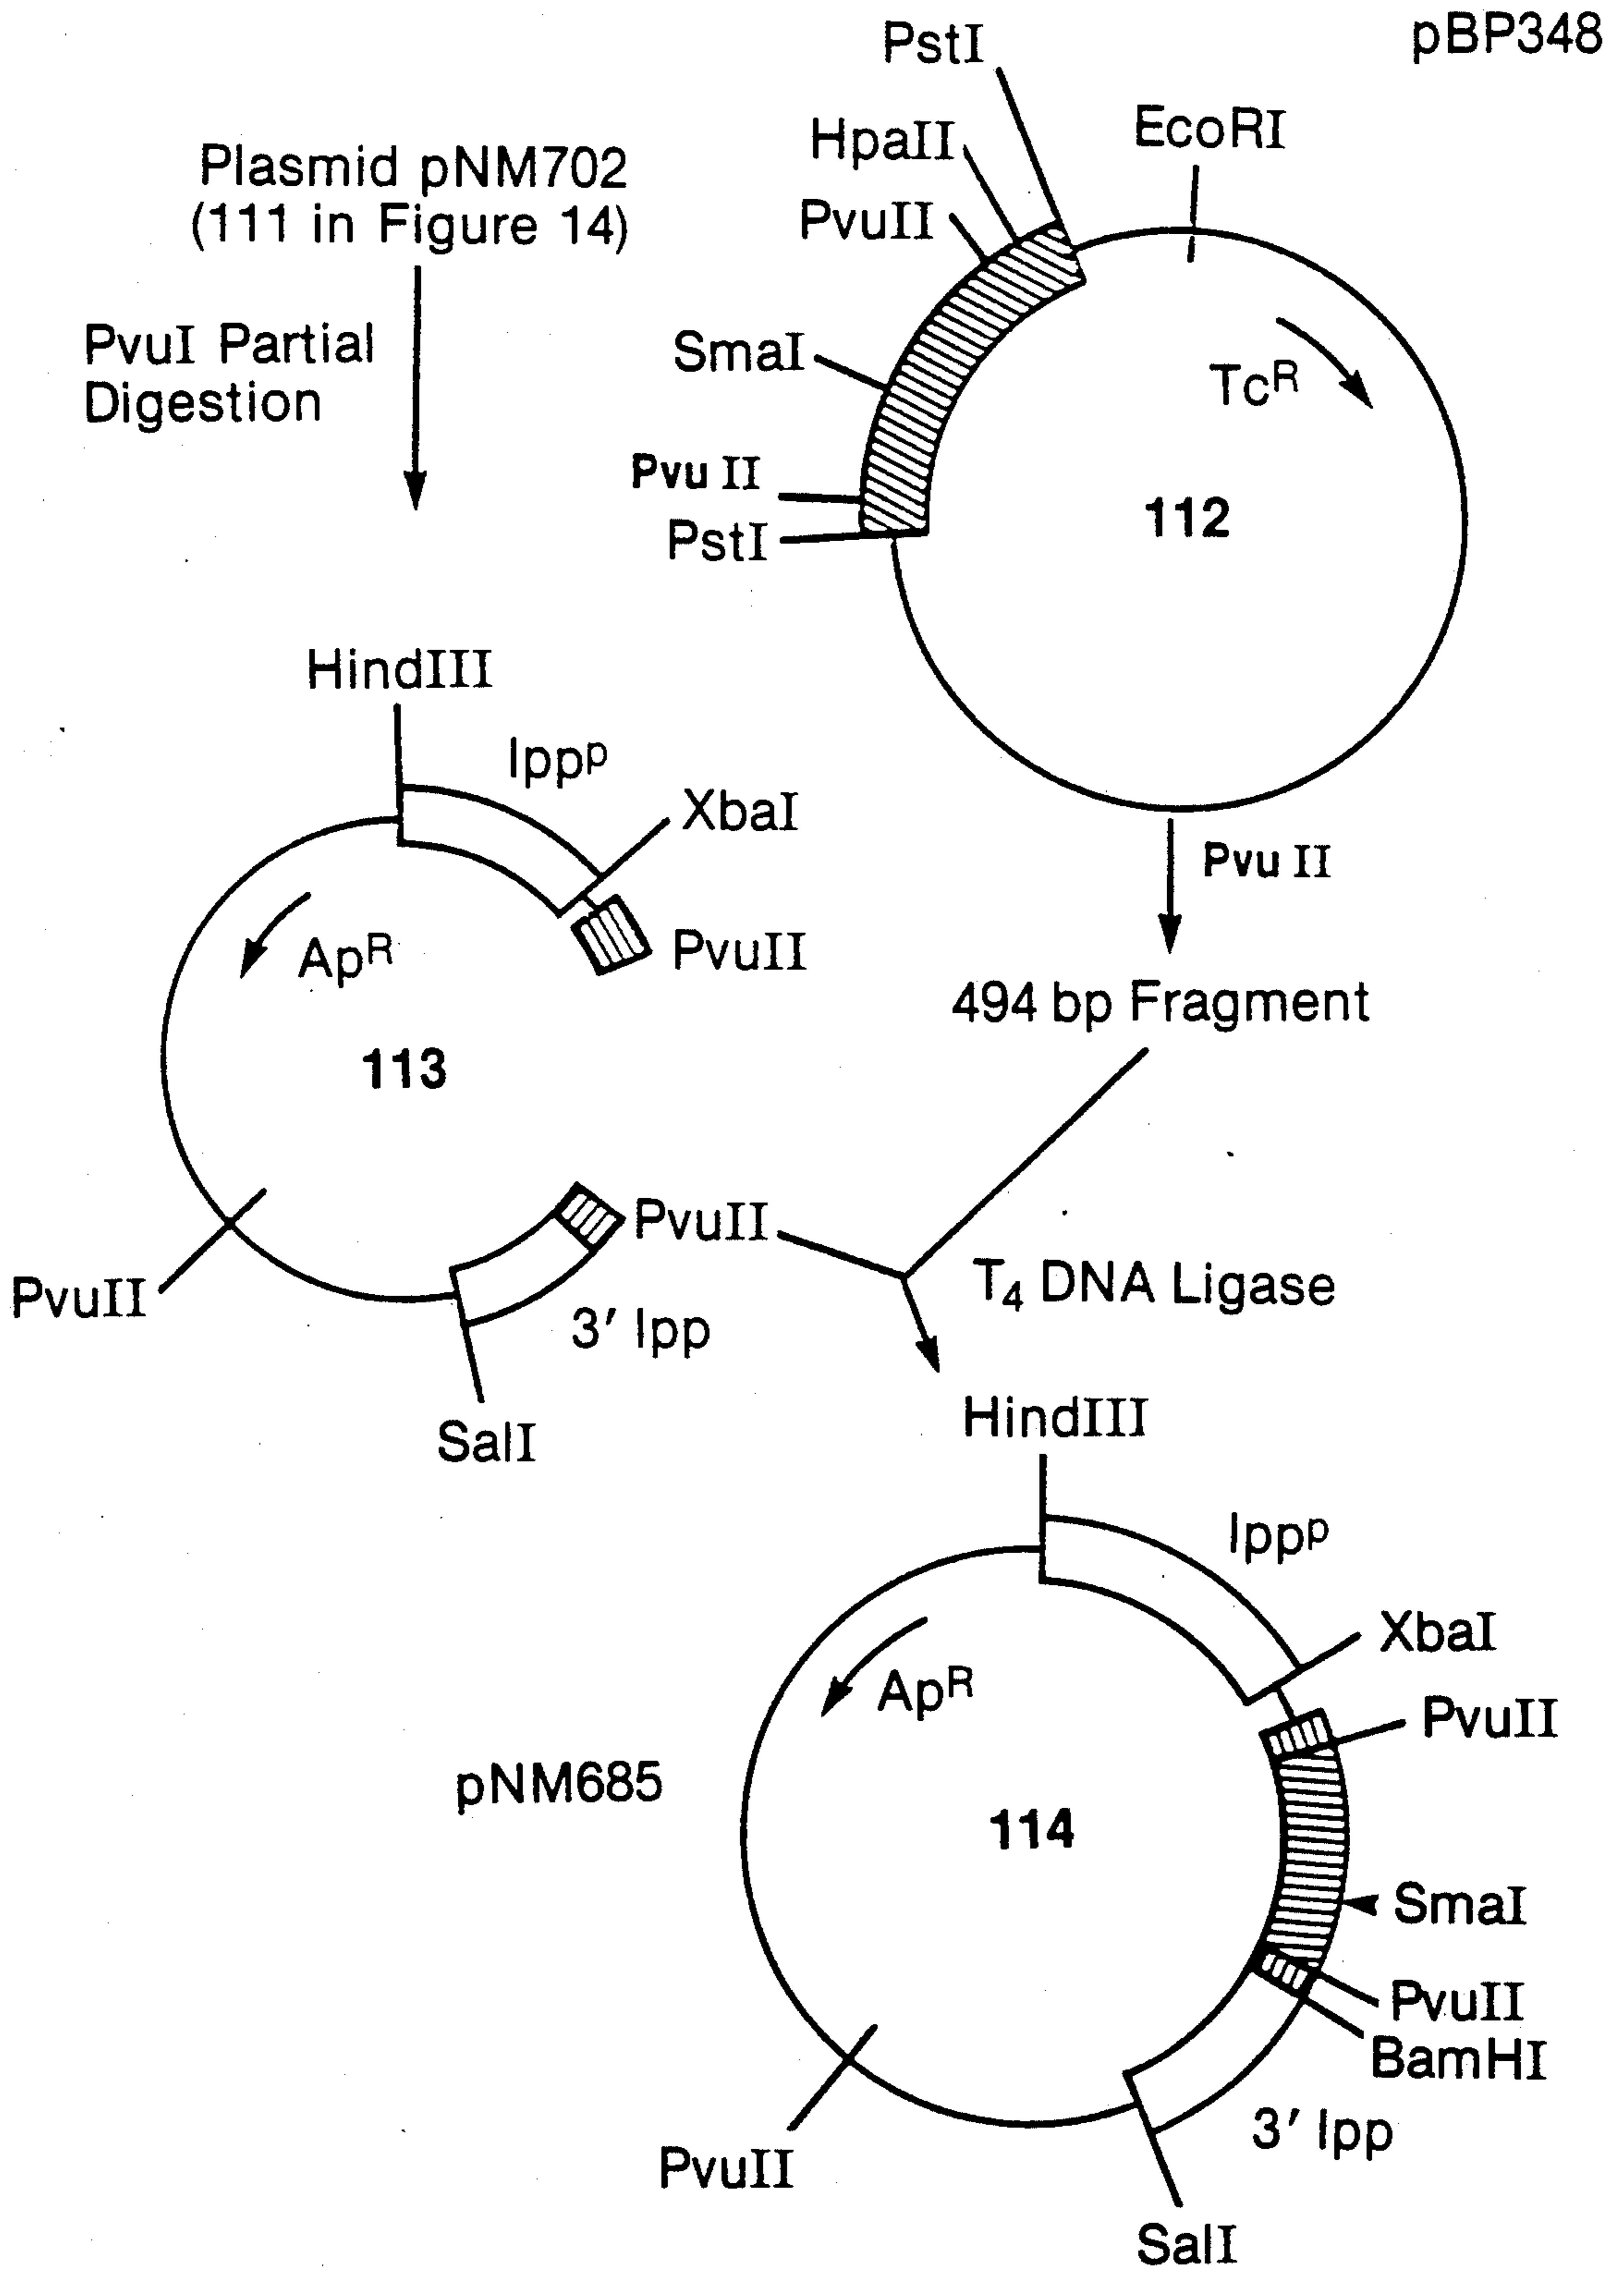 pBP348
PstI
HpaII
EcoRI
PvuII
Plasmid pNM702
(111 in Figure 14)
PvuI Partial
Digestion
SmaI
TcR
Pvu II
PstI
112
HindIII
lppp
XbaI
Pvu II
ApR
PvuII
494 bp Fragment
113
PvuII
PvuII
T4 DNA Ligase
3' lpp
SalI
HindIII
lppp
XbaI
ApR
PvuII
pNM685
114
SmaI
PvuII
BamHI
3' lpp
PvuII
SalI